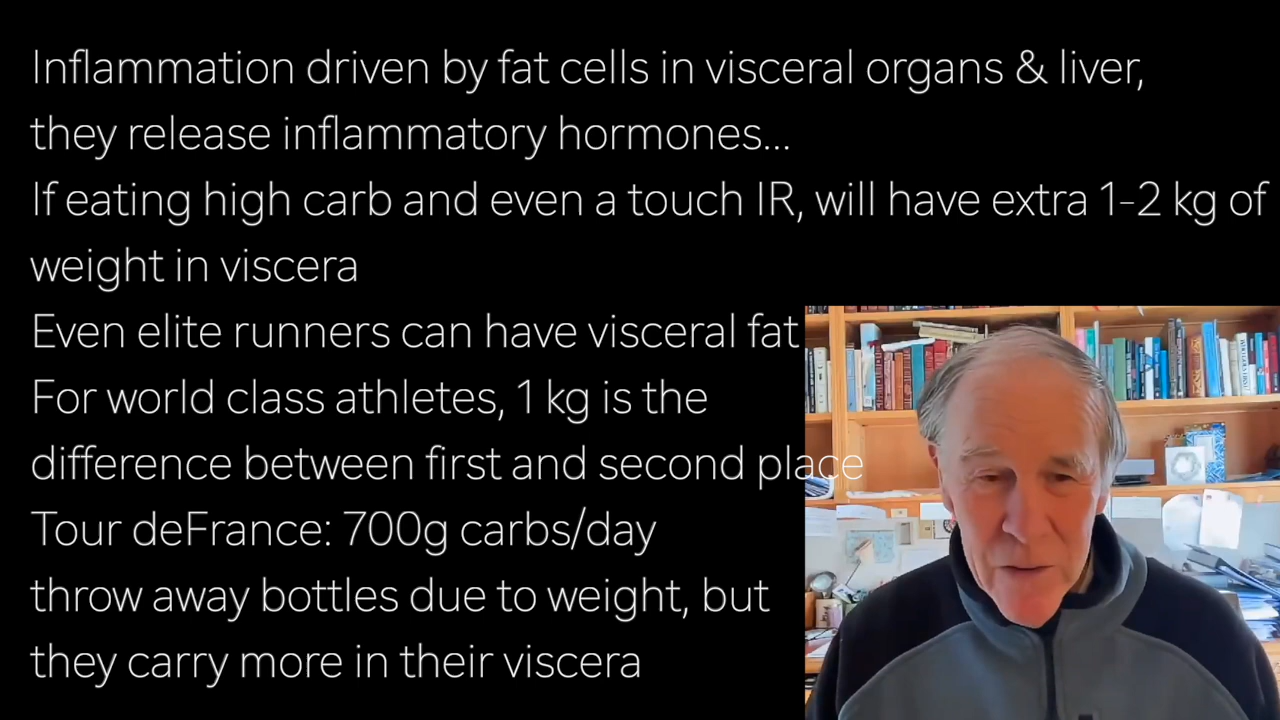 Inflammation driven by fat cells in visceral organs & liver,
they release inflammatory hormones...
If eating high carb and even a touch IR, will have extra 1-2 kg of
weight in viscera
Even elite runners can have visceral fat
For world class athletes, 1 kg is the
difference between first and second place
Tour deFrance: 700g carbs/day
throw away bottles due to weight, but
they carry more in their viscera